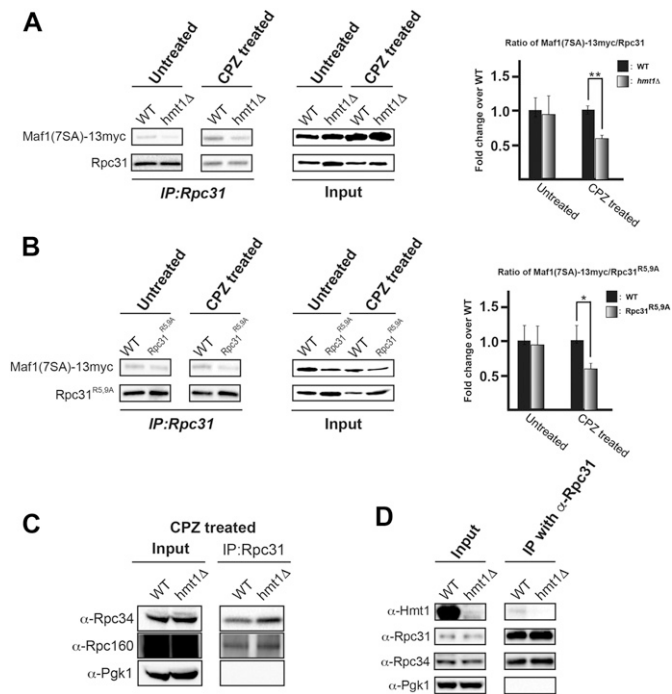 A
Untreated
CPZ treated
WT
hmt1Δ
WT
hmt1Δ
Maf1(7SA)-13myc
Rpc31
IP:Rpc31
Untreated
CPZ treated
WT
hmt1Δ
WT
hmt1Δ
Input
Ratio of Maf1(7SA)-13myc/Rpc31
: WT
: hmt1Δ
**
Fold change over WT
1.5
1.0
0.5
Untreated
CPZ treated
B
Untreated
CPZ treated
WT
Rpc31R5,9A
WT
Rpc31R5,9A
Maf1(7SA)-13myc
Rpc31R5,9A
IP:Rpc31
Untreated
CPZ treated
WT
Rpc31R5,9A
WT
Rpc31R5,9A
Input
Ratio of Maf1(7SA)-13myc/Rpc31R5,9A
: WT
: Rpc31R5,9A
*
Fold change over WT
1.5
1.0
0.5
Untreated
CPZ treated
C
CPZ treated
Input
IP:Rpc31
WT
hmt1Δ
WT
hmt1Δ
α-Rpc34
α-Rpc160
α-Pgk1
D
Input
IP with α-Rpc31
WT
hmt1Δ
WT
hmt1Δ
α-Hmt1
α-Rpc31
α-Rpc34
α-Pgk1